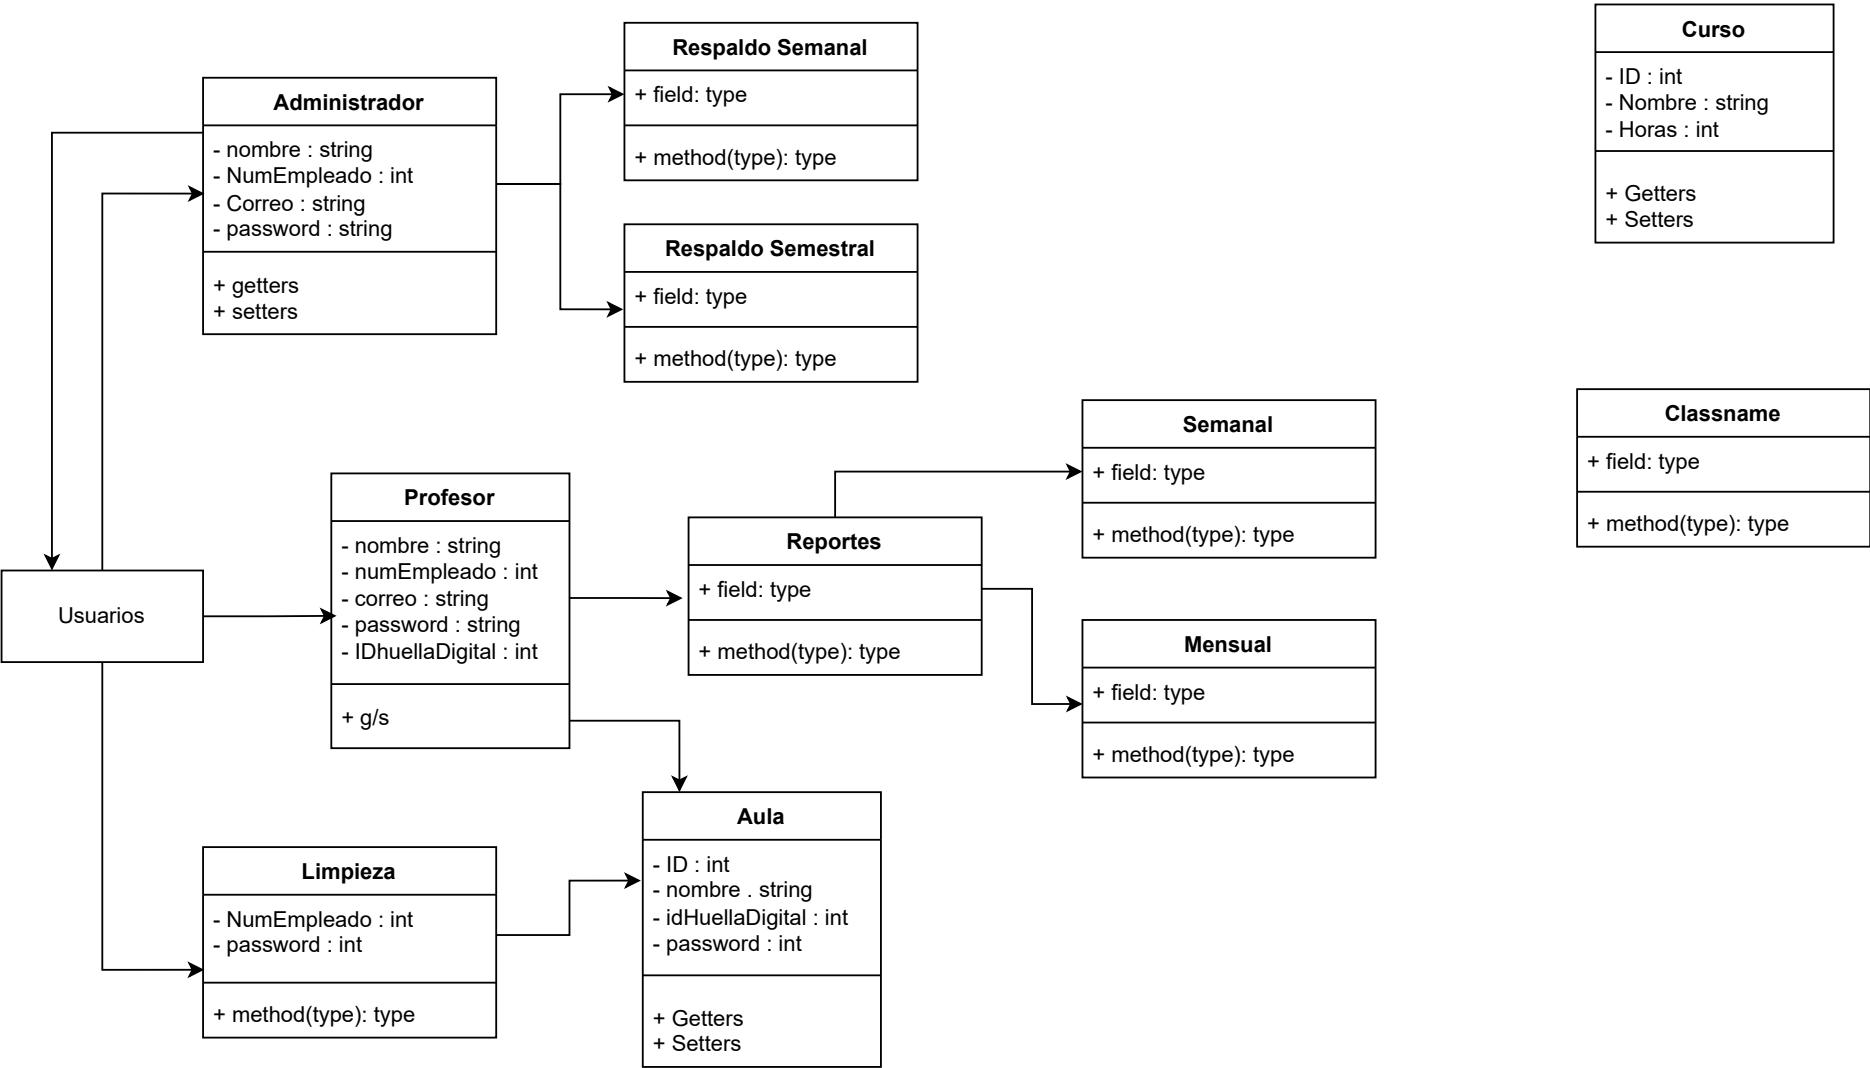 Respaldo Semanal
+ field: type
+ method(type): type
Curso
- ID : int
- Nombre : string
- Horas : int
+ Getters
+ Setters
Administrador
- nombre : string
- NumEmpleado : int
- Correo : string
- password : string
+ getters
+ setters
Respaldo Semestral
+ field: type
+ method(type): type
Semanal
+ field: type
+ method(type): type
Classname
+ field: type
+ method(type): type
Profesor
- nombre : string
- numEmpleado : int
- correo : string
- password : string
- IDhuellaDigital : int
+ g/s
Reportes
+ field: type
+ method(type): type
Usuarios
Mensual
+ field: type
+ method(type): type
Aula
- ID : int
- nombre . string
- idHuellaDigital : int
- password : int
+ Getters
+ Setters
Limpieza
- NumEmpleado : int
- password : int
+ method(type): type